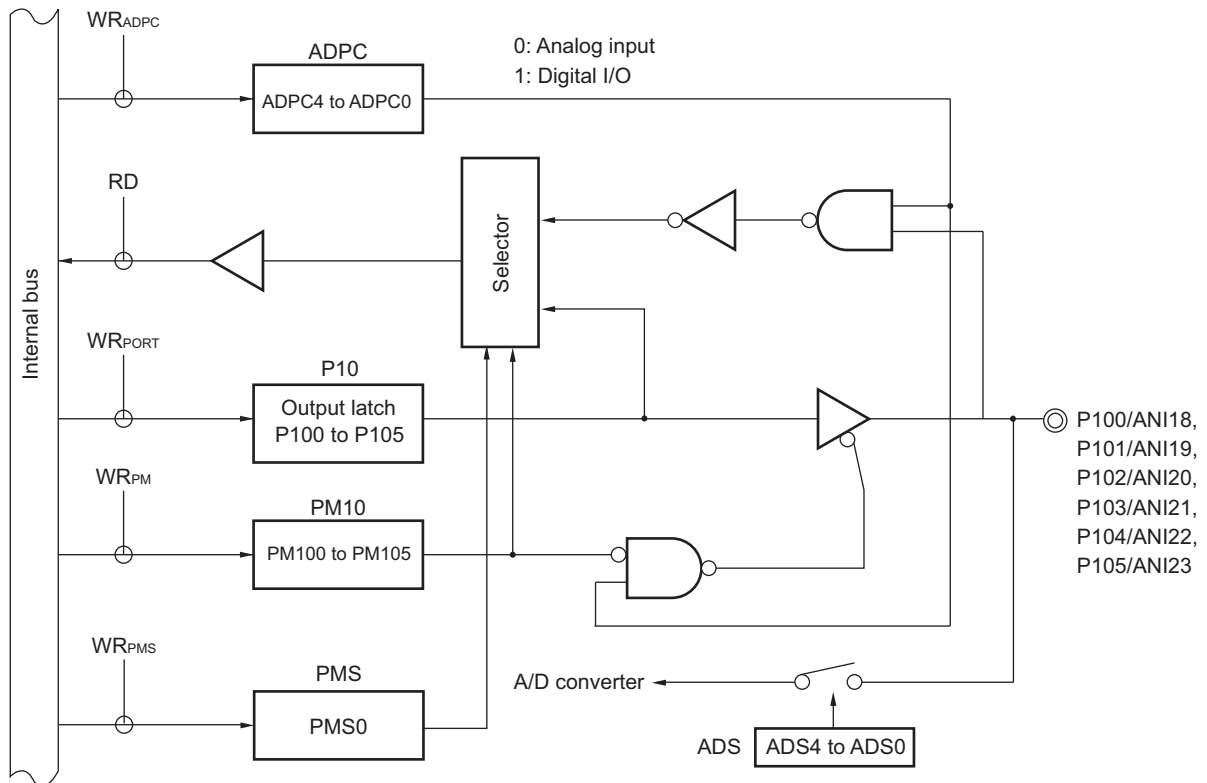 WRADPC
ADPC
ADPC4 to ADPC0
0: Analog input
1: Digital I/O
RD
Selector
Internal bus
WRPORT
P10
Output latch
P100 to P105
P100/ANI18,
P101/ANI19,
P102/ANI20,
P103/ANI21,
P104/ANI22,
P105/ANI23
WRPM
PM10
PM100 to PM105
WRPMS
PMS
PMS0
A/D converter
ADS
ADS4 to ADS0